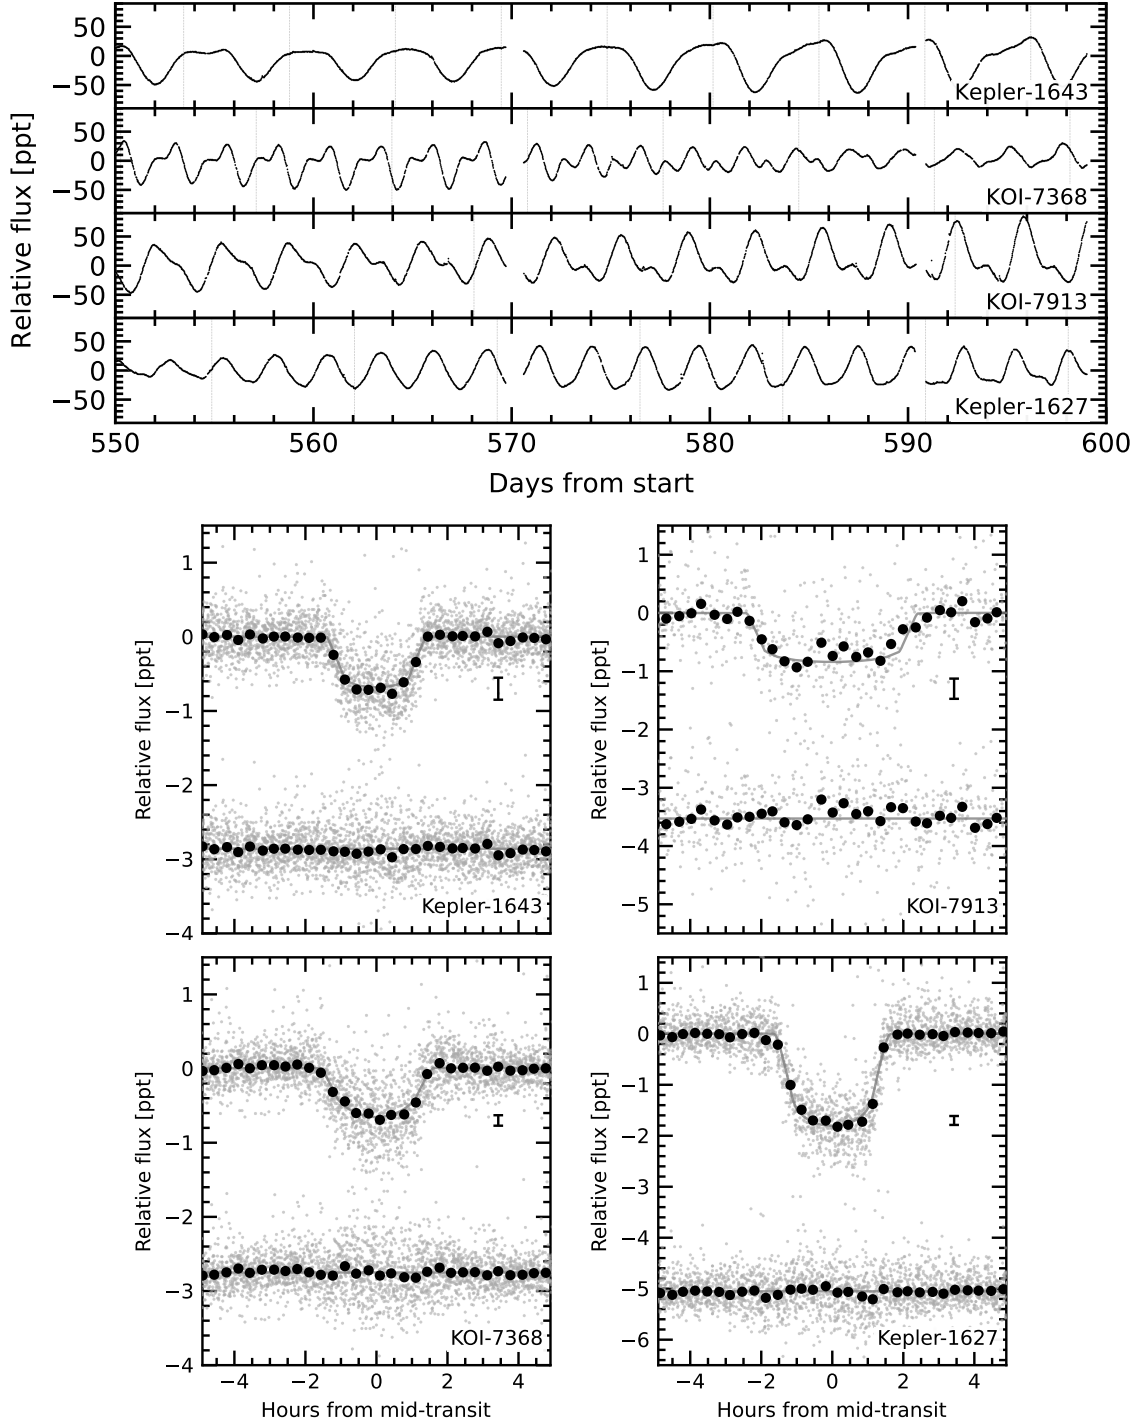 50
0
−50
Kepler-1643
50
0
−50
KOI-7368
50
0
−50
KOI-7913
50
0
−50
Kepler-1627
Relative flux [ppt]
550 560 570 580 590 600
Days from start
1
0
−1
−2
−3
−4
Relative flux [ppt]
Kepler-1643
1
0
−1
−2
−3
−4
−5
Relative flux [ppt]
KOI-7913
1
0
−1
−2
−3
−4
Relative flux [ppt]
KOI-7368
−4 −2 0 2 4
Hours from mid-transit
1
0
−1
−2
−3
−4
−5
−6
Relative flux [ppt]
Kepler-1627
−4 −2 0 2 4
Hours from mid-transit